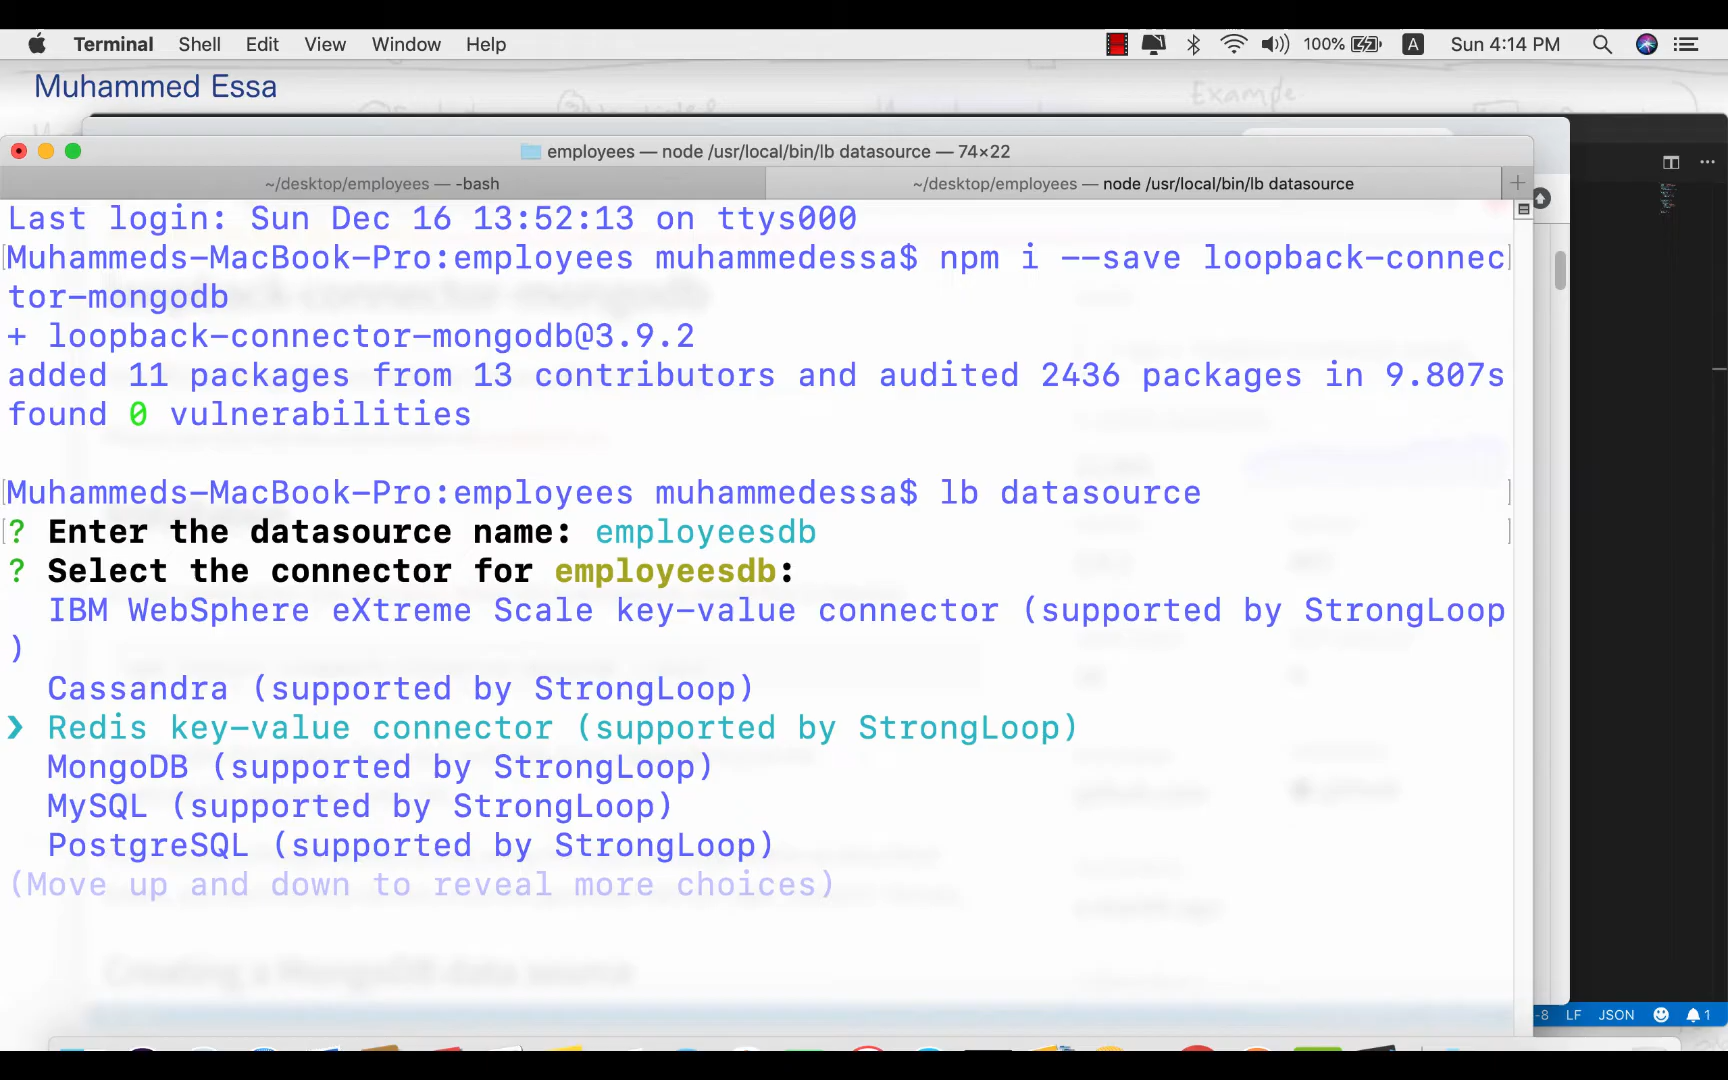 Terminal Shell Edit View Window Help 100% A Sun 4:14 PM
Example
Muhammed Essa
employees — node /usr/local/bin/lb datasource — 74×22
~/desktop/employees — -bash
~/desktop/employees — node /usr/local/bin/lb datasource
Last login: Sun Dec 16 13:52:13 on ttys000
Muhammeds-MacBook-Pro:employees muhammedessa$ npm i --save loopback-connec
tor-mongodb
+ loopback-connector-mongodb@3.9.2
added 11 packages from 13 contributors and audited 2436 packages in 9.807s
found 0 vulnerabilities
Muhammeds-MacBook-Pro:employees muhammedessa$ lb datasource
? Enter the datasource name: employeesdb
? Select the connector for employeesdb:
IBM WebSphere eXtreme Scale key-value connector (supported by StrongLoop
)
Cassandra (supported by StrongLoop)
❯ Redis key-value connector (supported by StrongLoop)
MongoDB (supported by StrongLoop)
MySQL (supported by StrongLoop)
PostgreSQL (supported by StrongLoop)
(Move up and down to reveal more choices)
Creating a MongoDB data source
-8 LF JSON 1